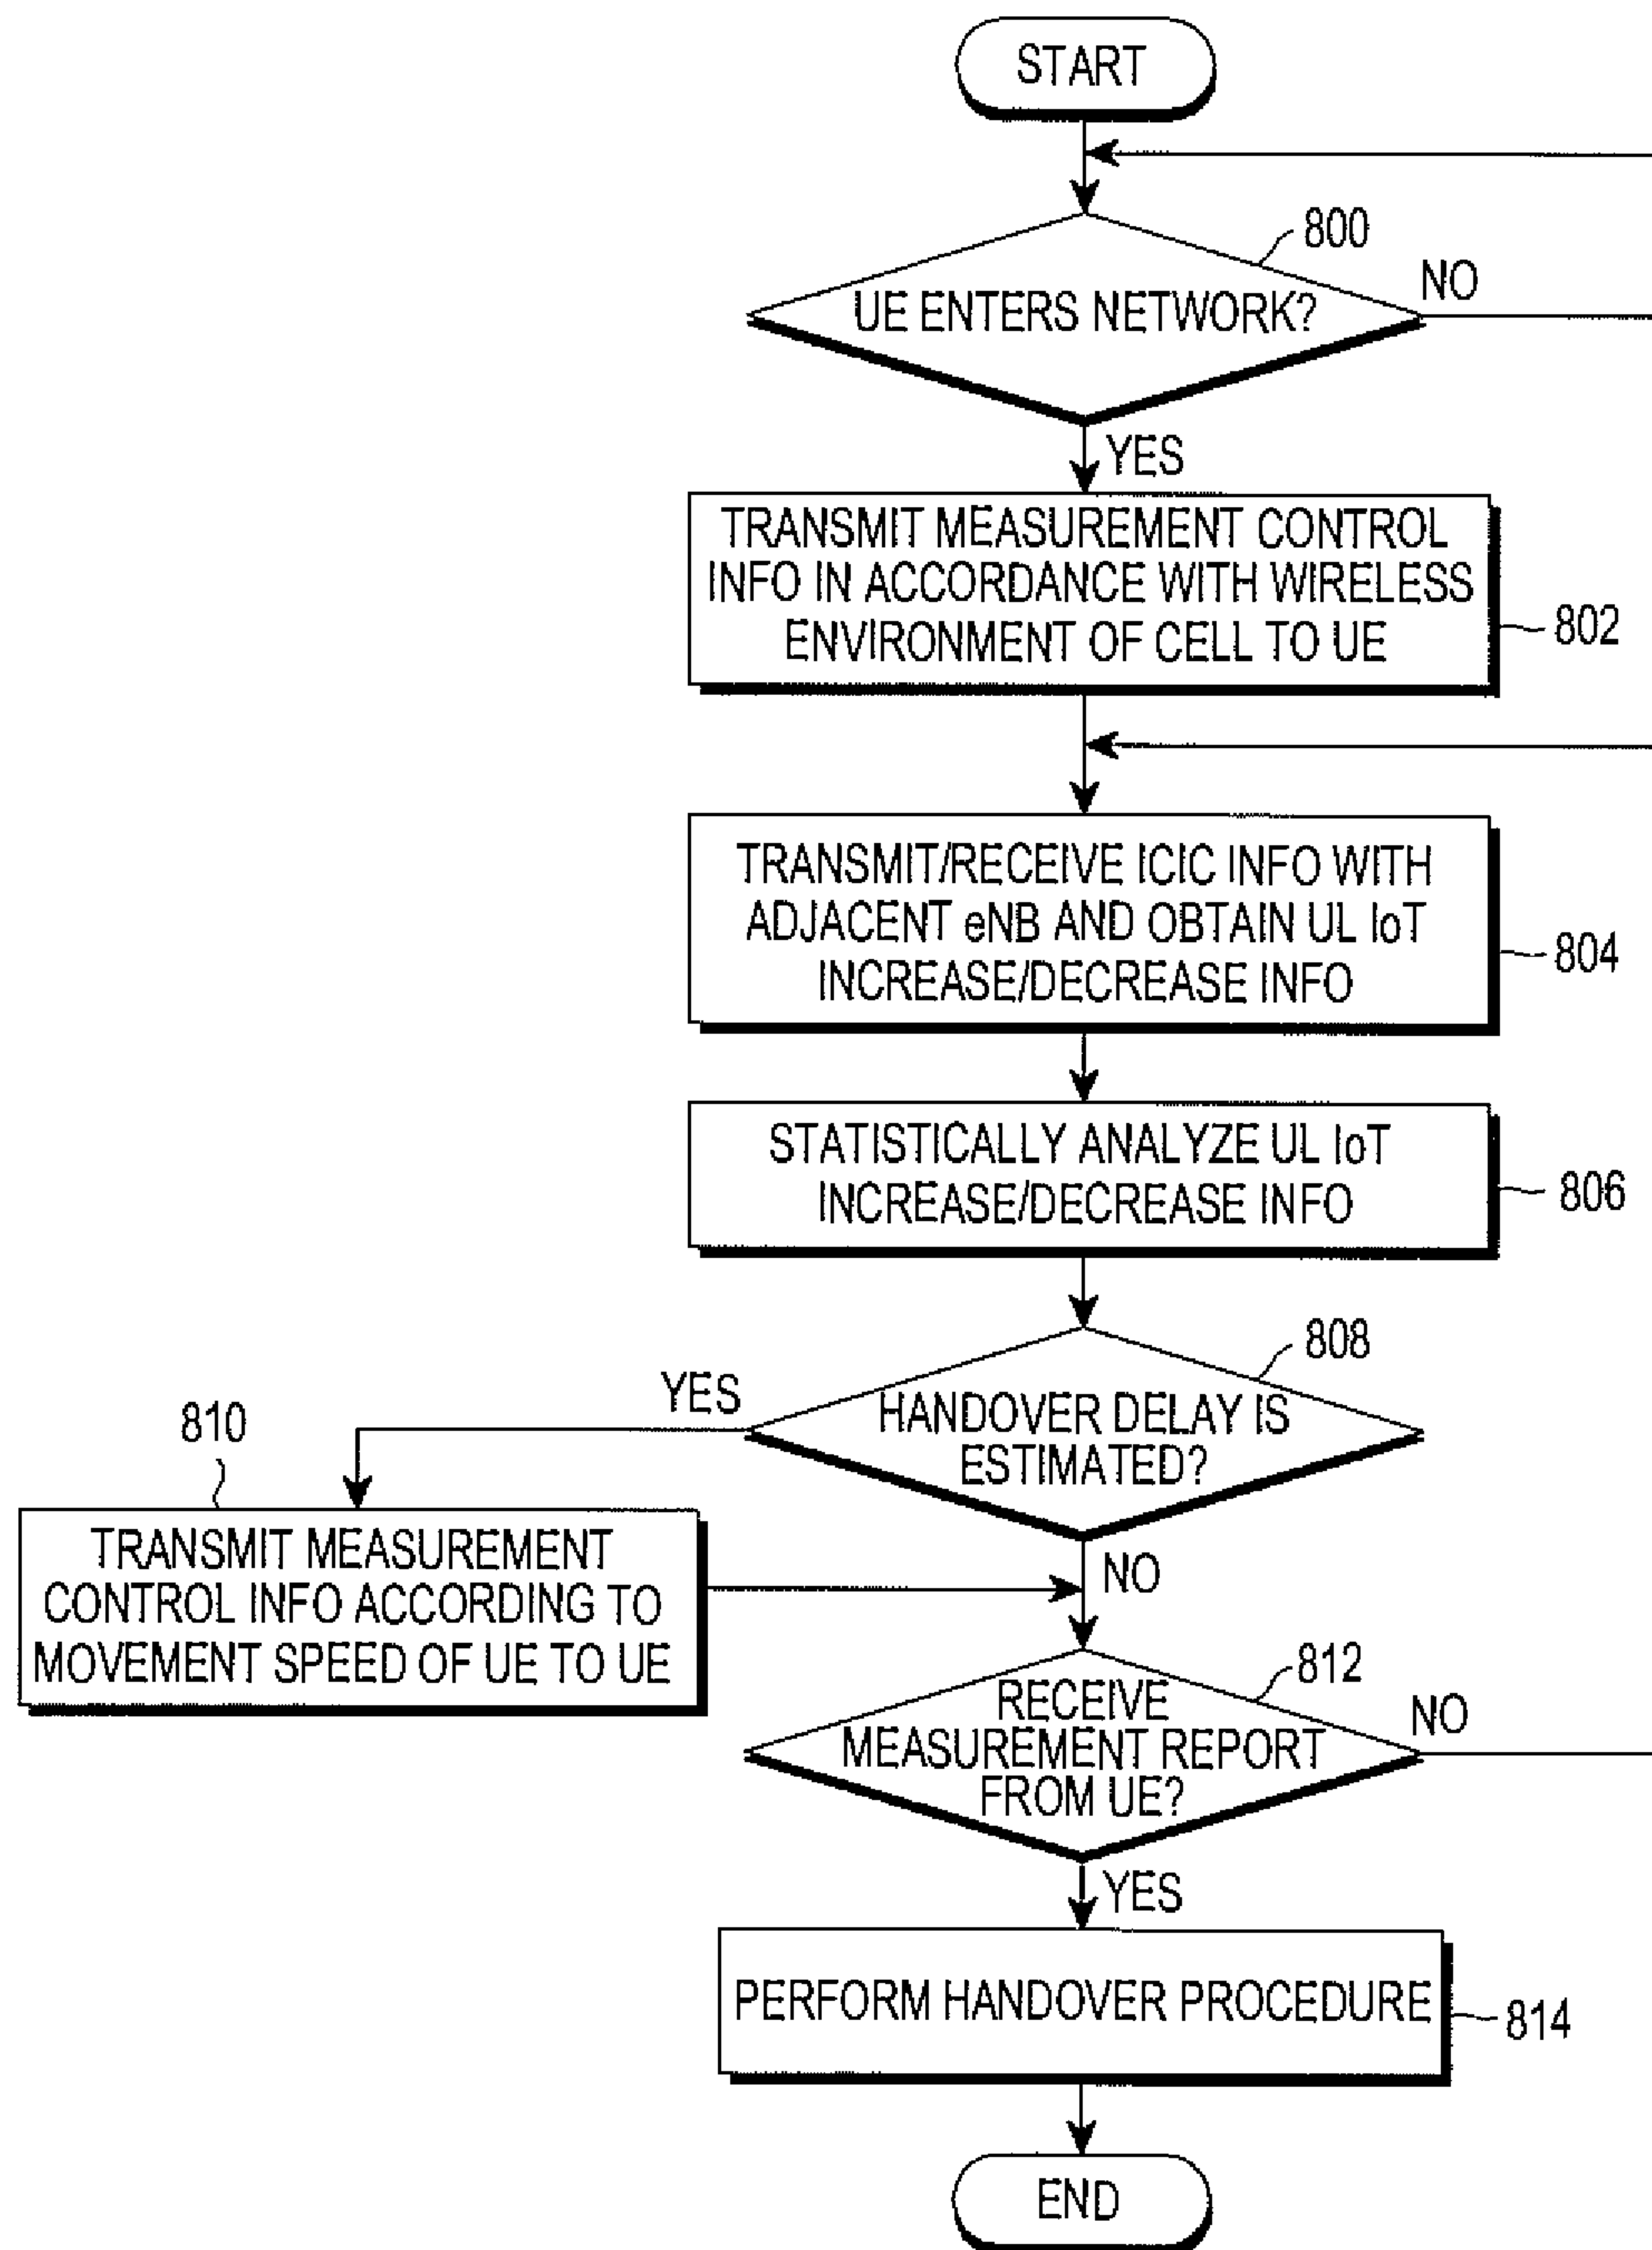 START
800
UE ENTERS NETWORK?
NO
YES
TRANSMIT MEASUREMENT CONTROL
INFO IN ACCORDANCE WITH WIRELESS
ENVIRONMENT OF CELL TO UE
802
TRANSMIT/RECEIVE ICIC INFO WITH
ADJACENT eNB AND OBTAIN UL IoT
INCREASE/DECREASE INFO
804
STATISTICALLY ANALYZE UL IoT
INCREASE/DECREASE INFO
806
808
YES
HANDOVER DELAY IS
ESTIMATED?
810
NO
TRANSMIT MEASUREMENT
CONTROL INFO ACCORDING TO
MOVEMENT SPEED OF UE TO UE
812
RECEIVE
MEASUREMENT REPORT
FROM UE?
NO
YES
PERFORM HANDOVER PROCEDURE
814
END